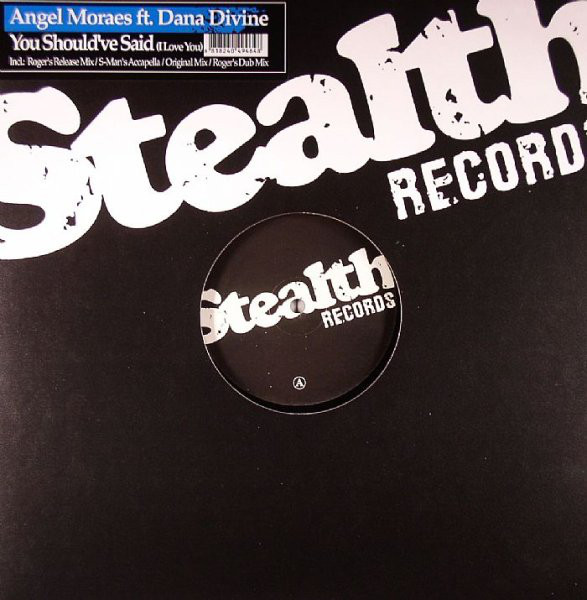 Angel Moraes ft. Dana Divine
You Should've Said (I Love You)
Incl.: Roger's Release Mix / S-Man's Accapella / Original Mix / Roger's Dub Mix
Stealth
RECORDS
Stealth
RECORDS
A